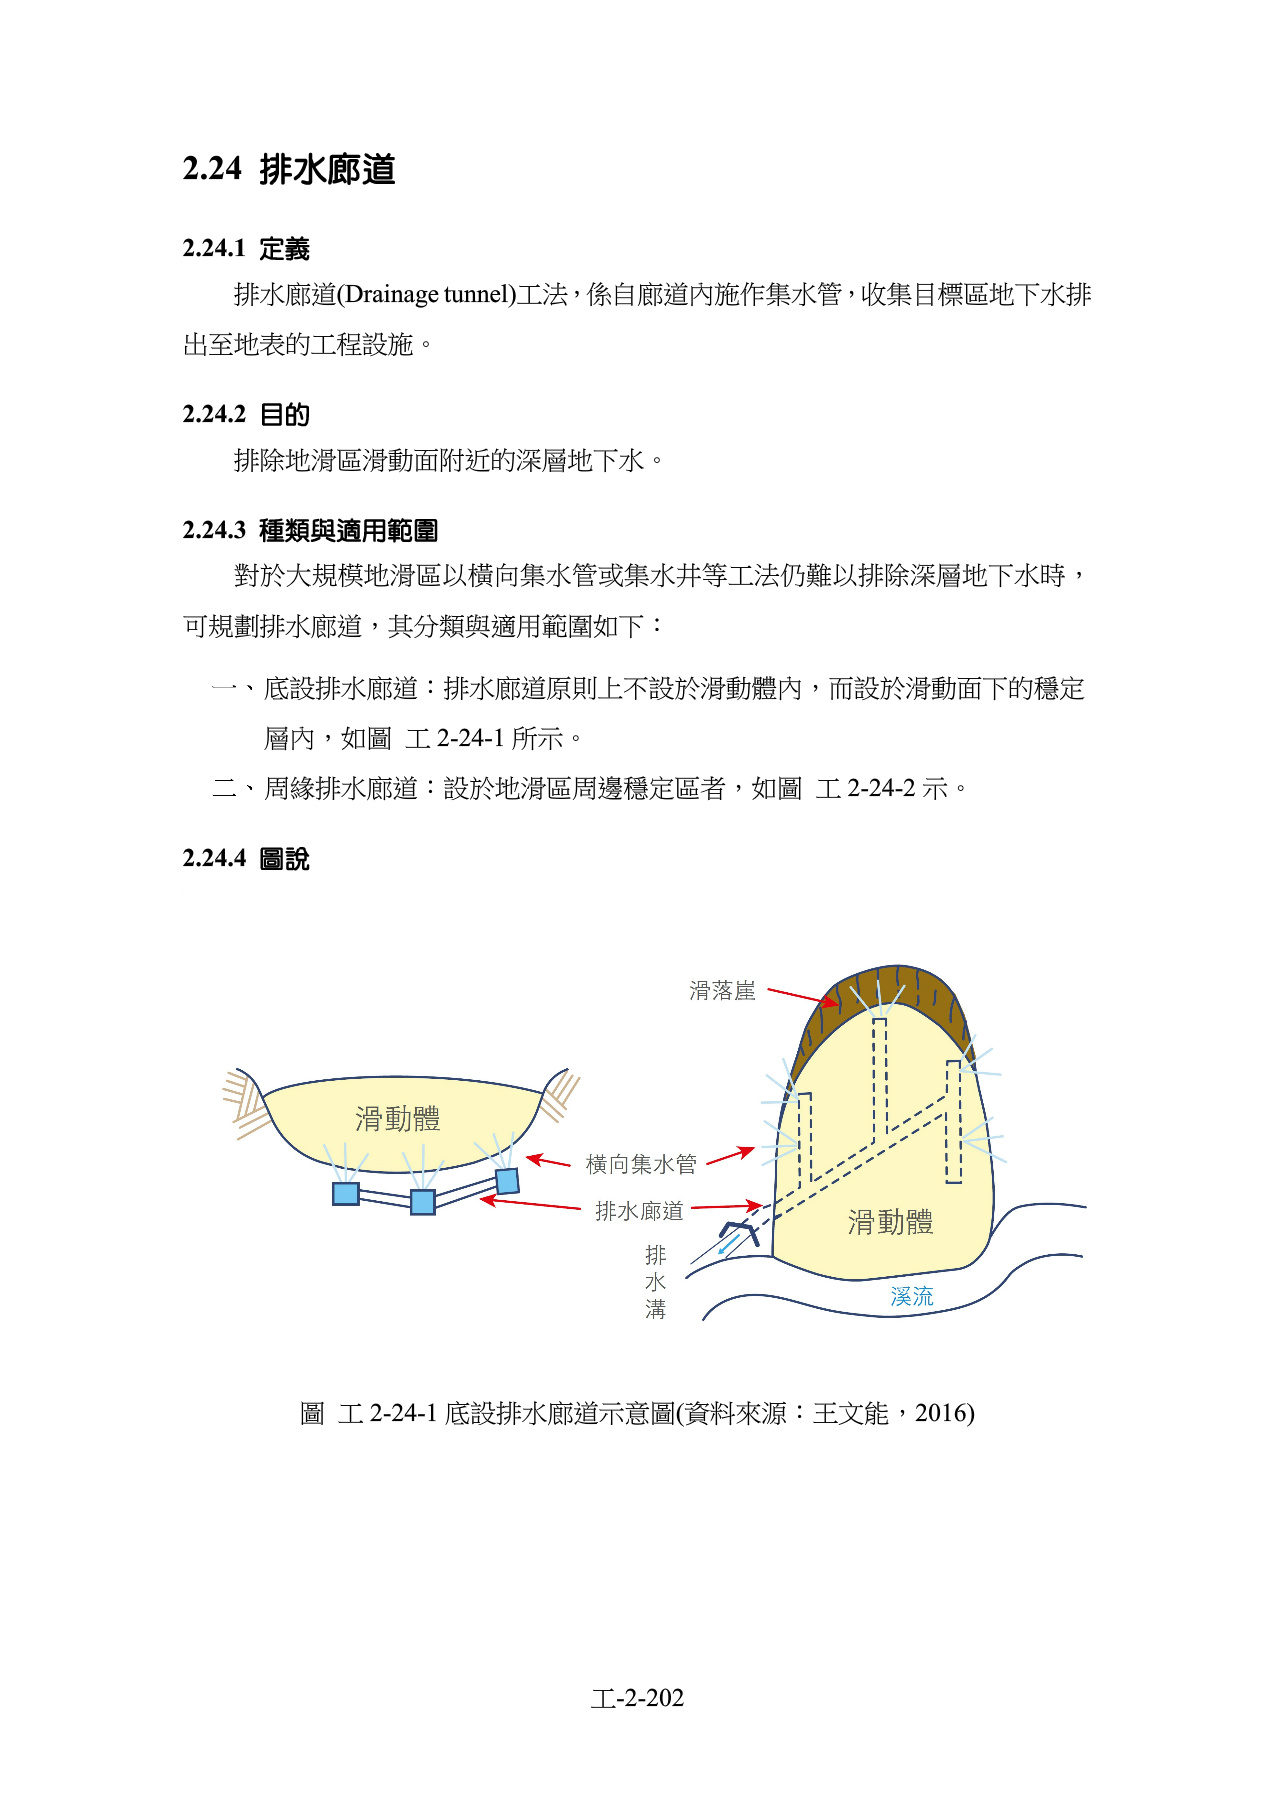 2.24 排水廊道
2.24.1 定義
排水廊道(Drainage tunnel)工法，係自廊道內施作集水管，收集目標區地下水排
出至地表的工程設施。
2.24.2 目的
排除地滑區滑動面附近的深層地下水。
2.24.3 種類與適用範圍
對於大規模地滑區以橫向集水管或集水井等工法仍難以排除深層地下水時，
可規劃排水廊道，其分類與適用範圍如下：
一、底設排水廊道：排水廊道原則上不設於滑動體內，而設於滑動面下的穩定
層內，如圖 工 2-24-1 所示。
二、周緣排水廊道：設於地滑區周邊穩定區者，如圖 工 2-24-2 示。
2.24.4 圖說
滑落崖
滑動體
橫向集水管
排水廊道
滑動體
排
水
溝
溪流
圖 工 2-24-1 底設排水廊道示意圖(資料來源：王文能，2016)
工-2-202